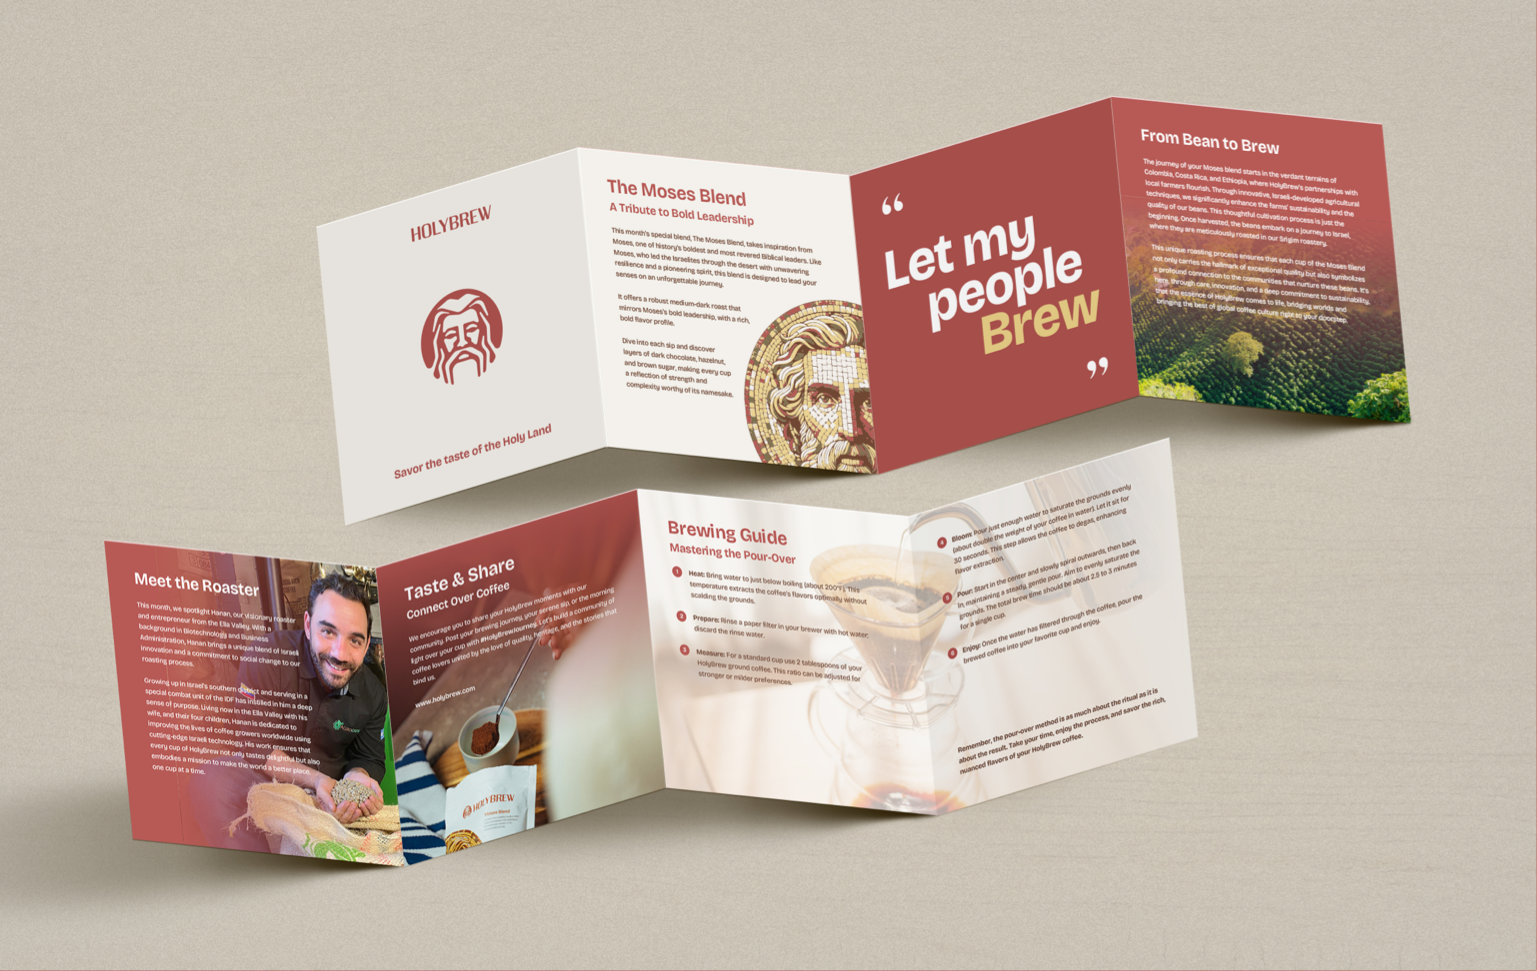 HOLYBREW
Savor the taste of the Holy Land
The Moses Blend
A Tribute to Bold Leadership
This month's special blend, The Moses Blend, takes inspiration from
Moses, one of history's boldest and most revered Biblical leaders. Like
Moses, who led the Israelites through the desert with unwavering
resilience and a pioneering spirit, this blend is designed to lead your
senses on an unforgettable journey.
It offers a robust medium-dark roast that
mirrors Moses's bold leadership, with a rich,
bold flavor profile.
Dive into each sip and discover
layers of dark chocolate, hazelnut,
and brown sugar, making every cup
a reflection of strength and
complexity worthy of its namesake.
“
Let my
people
Brew
”
From Bean to Brew
The journey of your Moses blend starts in the verdant terrains of
Colombia, Costa Rica, and Ethiopia, where HolyBrew's partnerships with
local farmers flourish. Through innovative, Israeli-developed agricultural
techniques, we significantly enhance the farms' sustainability and the
quality of our beans. This thoughtful cultivation process is just the
beginning. Once harvested, the beans embark on a journey to Israel,
where they are meticulously roasted in our Srigim roastery.
This unique roasting process ensures that each cup of the Moses Blend
not only carries the hallmark of exceptional quality but also symbolizes
a profound connection to the communities that nurture these beans. It's
here, through care, innovation, and a deep commitment to sustainability,
that the essence of HolyBrew comes to life, bridging worlds and
bringing the best of global coffee culture right to your doorstep.
Meet the Roaster
This month, we spotlight Hanan, our visionary roaster
and entrepreneur from the Ella Valley. With a
background in Biotechnology and Business
Administration, Hanan brings a unique blend of Israeli
innovation and a commitment to social change to our
roasting process.
Growing up in Israel's southern district and serving in a
special combat unit of the IDF has instilled in him a deep
sense of purpose. Living now in the Ella Valley with his
wife, and their four children, Hanan is dedicated to
improving the lives of coffee growers worldwide using
cutting-edge Israeli technology. His work ensures that
every cup of HolyBrew not only tastes delightful but also
embodies a mission to make the world a better place,
one cup at a time.
Taste & Share
Connect Over Coffee
We encourage you to share your HolyBrew moments with our
community. Post your brewing journey, your serene sip, or the morning
light over your cup with #HolyBrewJourney. Let's build a community of
coffee lovers united by the love of quality, heritage, and the stories that
bind us.
www.holybrew.com
HOLYBREW
Moses Blend
Brewing Guide
Mastering the Pour-Over
1 Heat: Bring water to just below boiling (about 200°F). This
temperature extracts the coffee's flavors optimally without
scalding the grounds.
2 Prepare: Rinse a paper filter in your brewer with hot water;
discard the rinse water.
3 Measure: For a standard cup use 2 tablespoons of your
HolyBrew ground coffee. This ratio can be adjusted for
stronger or milder preferences.
4 Bloom: Pour just enough water to saturate the grounds evenly
(about double the weight of your coffee in water). Let it sit for
30 seconds. This step allows the coffee to degas, enhancing
flavor extraction.
5 Pour: Start in the center and slowly spiral outwards, then back
in, maintaining a steady, gentle pour. Aim to evenly saturate the
grounds. The total brew time should be about 2.5 to 3 minutes
for a single cup.
6 Enjoy: Once the water has filtered through the coffee, pour the
brewed coffee into your favorite cup and enjoy.
Remember, the pour-over method is as much about the ritual as it is
about the result. Take your time, enjoy the process, and savor the rich,
nuanced flavors of your HolyBrew coffee.